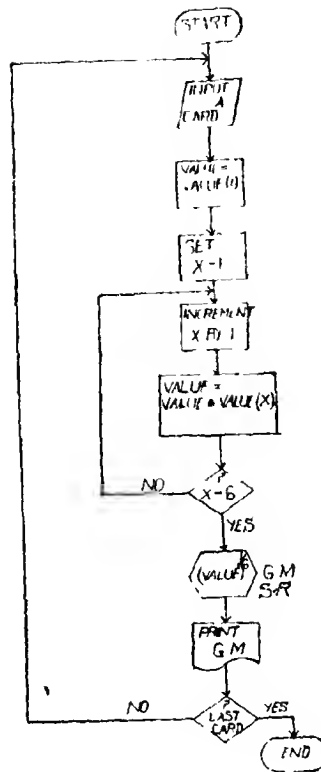 START
INPUT
A
CARD
VALUE =
VALUE(1)
SET
X-1
INCREMENT
X BY 1
VALUE =
VALUE * VALUE(X)
?
X-6
NO
YES
(VALUE)
G M
S-R
PRINT
G M
?
LAST
CARD
NO
YES
END